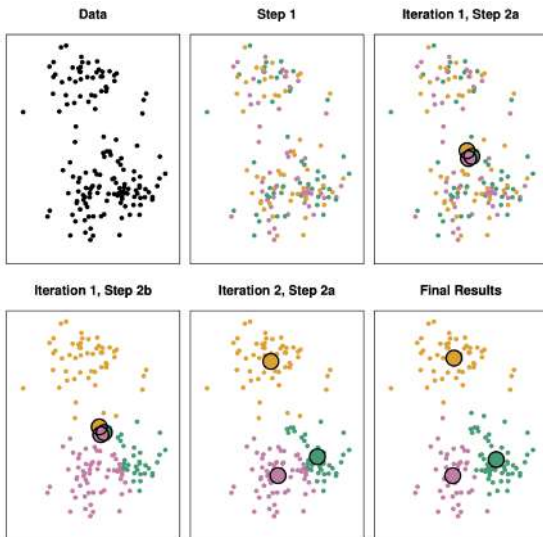 Data
Step 1
Iteration 1, Step 2a
Iteration 1, Step 2b
Iteration 2, Step 2a
Final Results